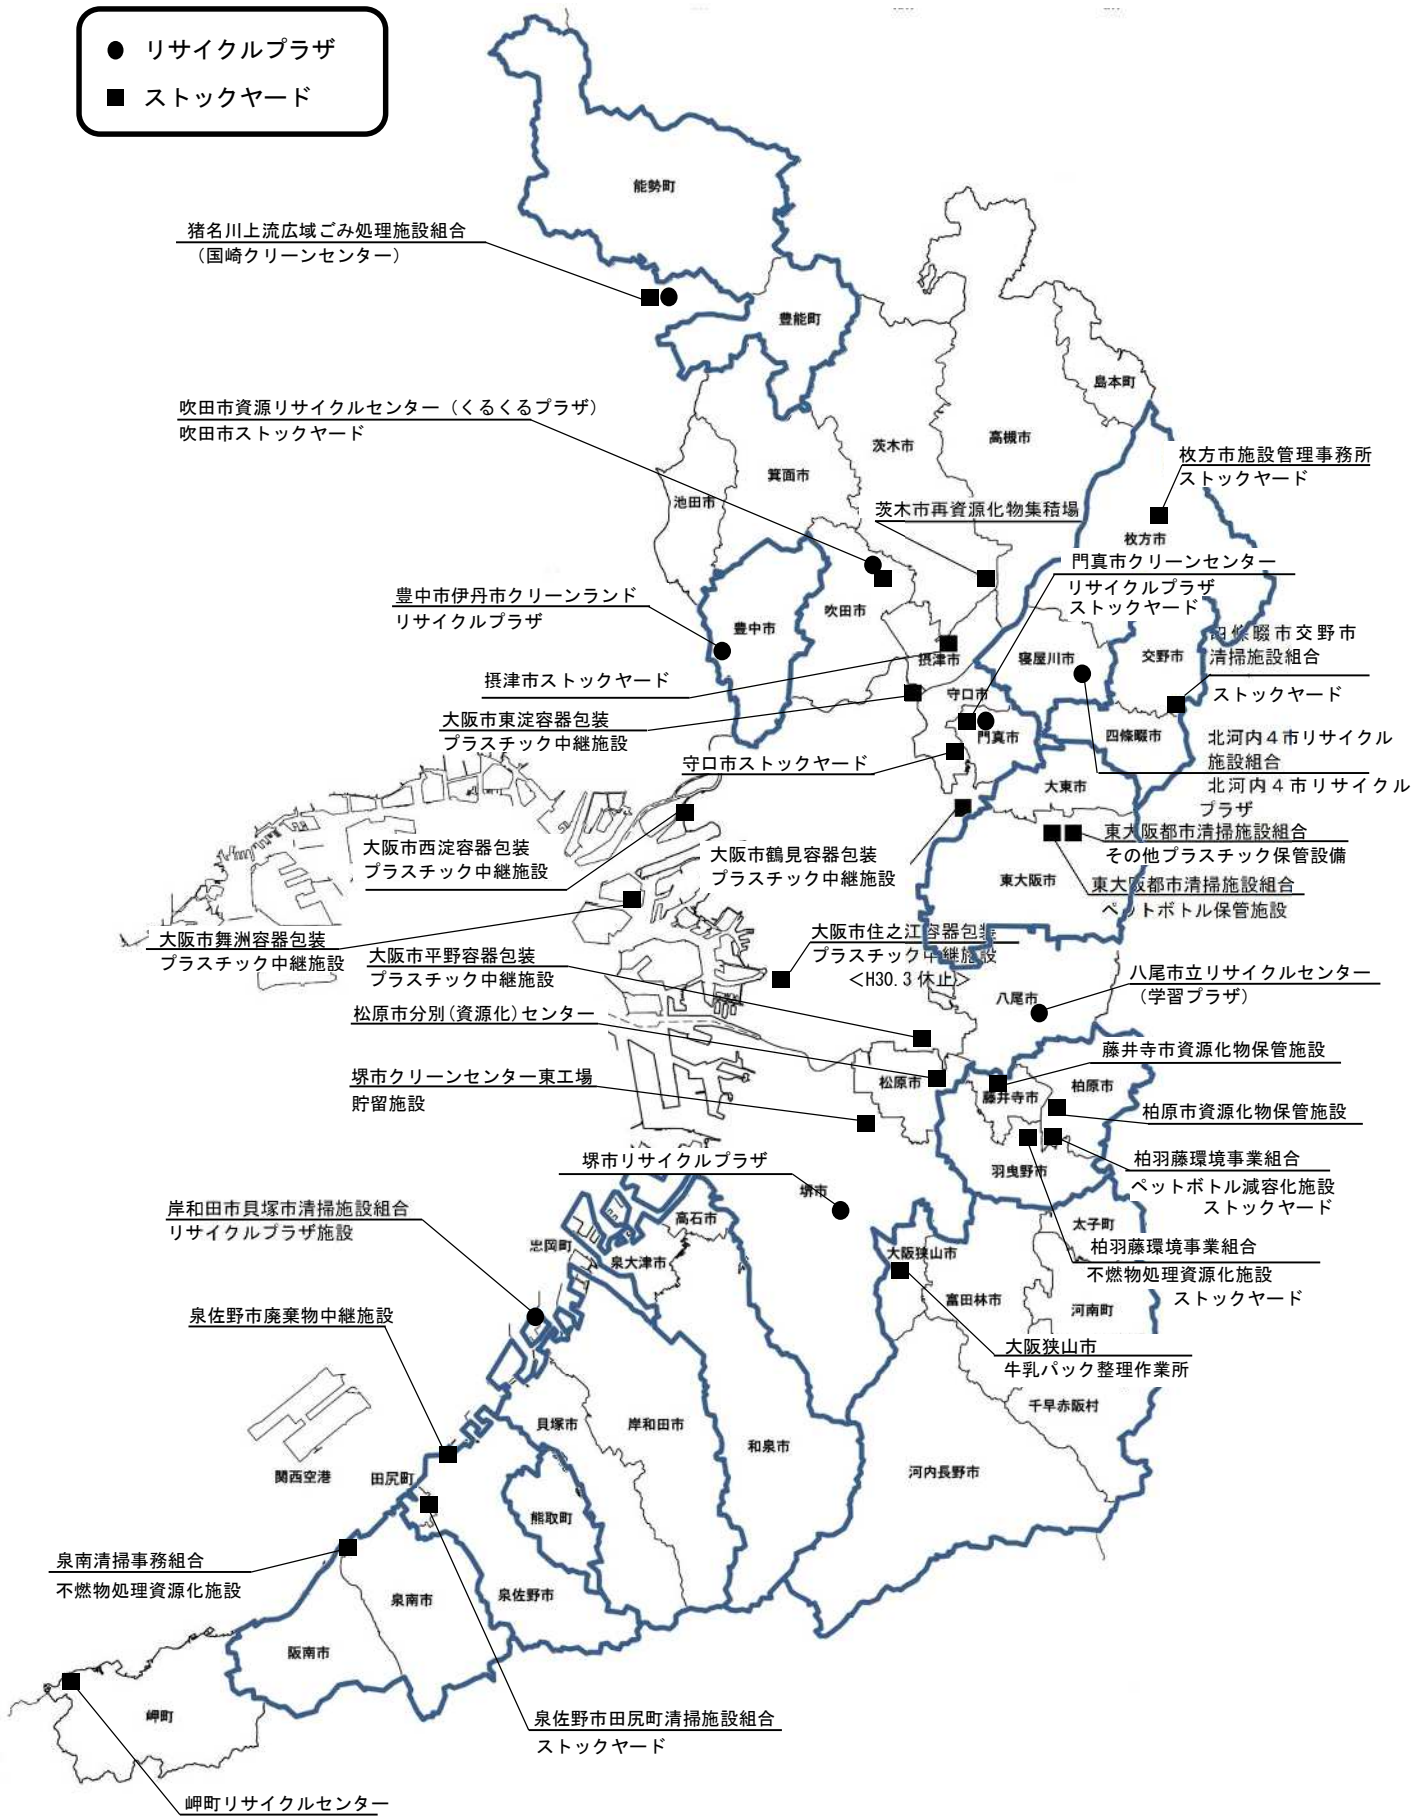 リサイクルプラザ
ストックヤード
能勢町
猪名川上流広域ごみ処理施設組合
（国崎クリーンセンター）
豊能町
島本町
吹田市資源リサイクルセンター（くるくるプラザ）
吹田市ストックヤード
茨木市
高槻市
箕面市
池田市
枚方市施設管理事務所
ストックヤード
茨木市再資源化物集積場
枚方市
門真市クリーンセンター
リサイクルプラザ
ストックヤード
豊中市伊丹市クリーンランド
リサイクルプラザ
吹田市
豊中市
摂津市
寝屋川市
交野市
四條畷市交野市
清掃施設組合
ストックヤード
摂津市ストックヤード
守口市
大阪市東淀容器包装
プラスチック中継施設
門真市
四條畷市
北河内４市リサイクル
施設組合
北河内４市リサイクル
プラザ
守口市ストックヤード
大東市
大阪市西淀容器包装
プラスチック中継施設
大阪市鶴見容器包装
プラスチック中継施設
東大阪都市清掃施設組合
その他プラスチック保管設備
東大阪市
東大阪都市清掃施設組合
ペットボトル保管施設
大阪市舞洲容器包装
プラスチック中継施設
大阪市平野容器包装
プラスチック中継施設
大阪市住之江容器包装
プラスチック中継施設
＜H30.3 休止＞
八尾市
八尾市立リサイクルセンター
（学習プラザ）
松原市分別(資源化)センター
藤井寺市資源化物保管施設
堺市クリーンセンター東工場
貯留施設
松原市
藤井寺市
柏原市
柏原市資源化物保管施設
堺市リサイクルプラザ
羽曳野市
柏羽藤環境事業組合
ペットボトル減容化施設
ストックヤード
堺市
岸和田市貝塚市清掃施設組合
リサイクルプラザ施設
高石市
忠岡町
泉大津市
太子町
大阪狭山市
柏羽藤環境事業組合
不燃物処理資源化施設
ストックヤード
富田林市
河南町
泉佐野市廃棄物中継施設
大阪狭山市
牛乳パック整理作業所
千早赤阪村
貝塚市
岸和田市
和泉市
河内長野市
関西空港
田尻町
熊取町
泉南清掃事務組合
不燃物処理資源化施設
泉南市
泉佐野市
阪南市
岬町
泉佐野市田尻町清掃施設組合
ストックヤード
岬町リサイクルセンター